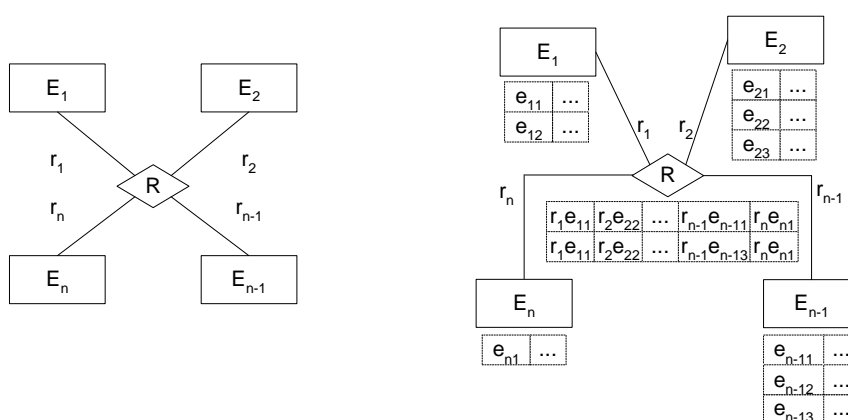 E₁ E₂
r₁ r₂
R
rₙ rₙ₋₁
Eₙ Eₙ₋₁
E₁ E₂
e₁₁ ...
e₁₂ ...
e₂₁ ...
e₂₂ ...
e₂₃ ...
r₁ r₂
R
rₙ rₙ₋₁
r₁e₁₁ r₂e₂₂ ... rₙ₋₁eₙ₋₁₁ rₙeₙ₁
r₁e₁₁ r₂e₂₂ ... rₙ₋₁eₙ₋₁₃ rₙeₙ₁
Eₙ Eₙ₋₁
eₙ₁ ...
eₙ₋₁₁ ...
eₙ₋₁₂ ...
eₙ₋₁₃ ...